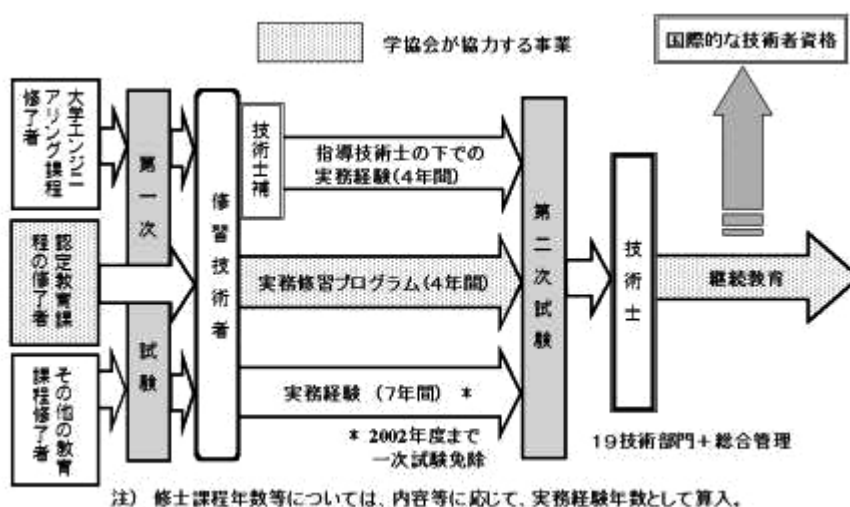 学協会が協力する事業
国際的な技術者資格
大学エンジニ
アリング課程
修了者
認定教育課
程の修了者
その他の教育
課程修了者
第一次
試験
修習技術者
技術士補
指導技術士の下での
実務経験(4年間)
実務修習プログラム(4年間)
実務経験 (7年間) *
* 2002年度まで
一次試験免除
第二次試験
技術士
継続教育
19技術部門+総合管理
注) 修士課程年数等については、内容等に応じて、実務経験年数として算入。